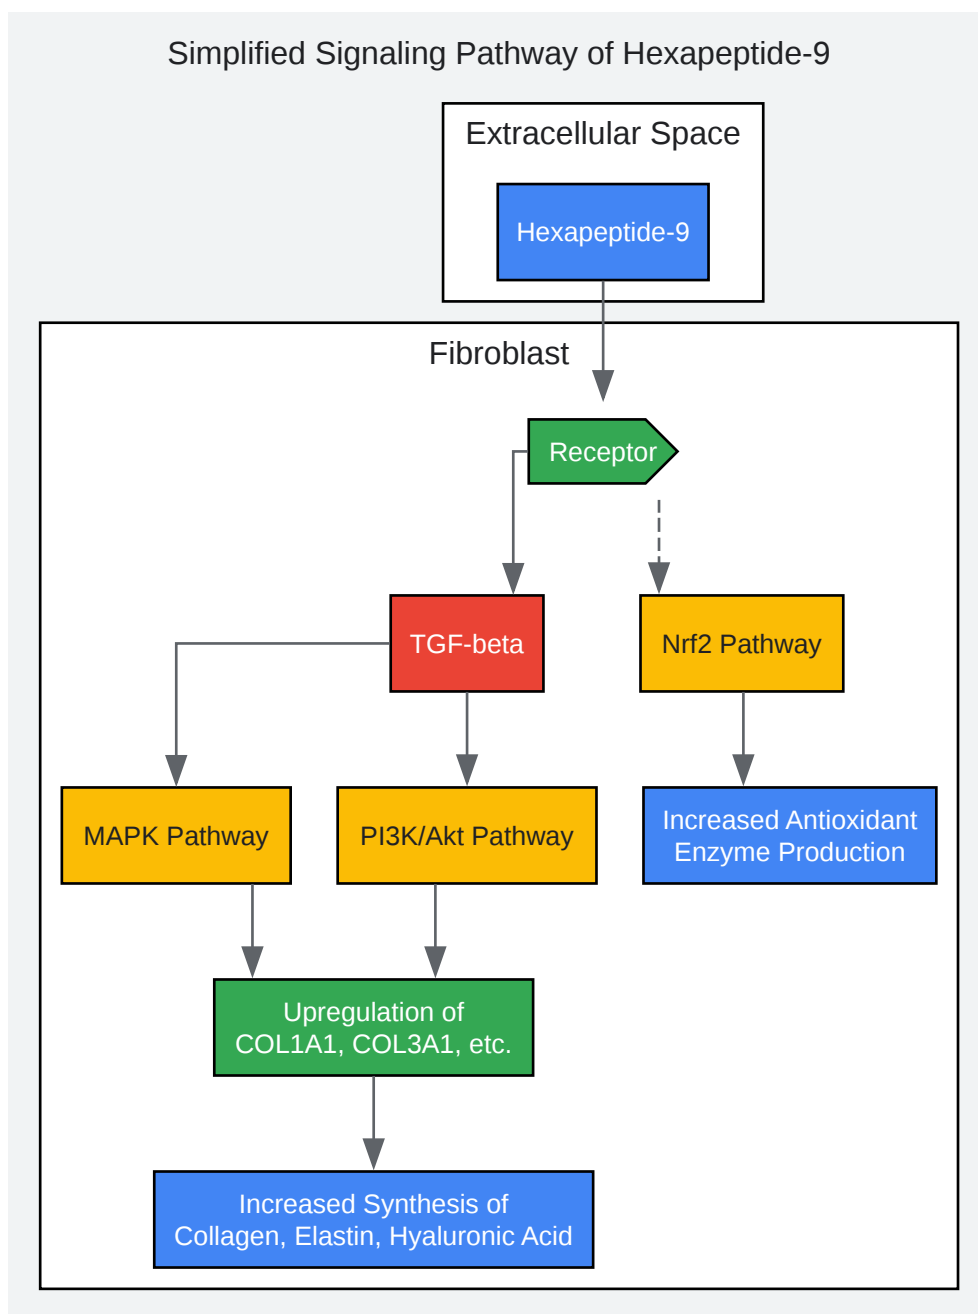 Simplified Signaling Pathway of Hexapeptide-9
Extracellular Space
Hexapeptide-9
Fibroblast
Receptor
TGF-beta
Nrf2 Pathway
MAPK Pathway
PI3K/Akt Pathway
Increased Antioxidant
Enzyme Production
Upregulation of
COL1A1, COL3A1, etc.
Increased Synthesis of
Collagen, Elastin, Hyaluronic Acid